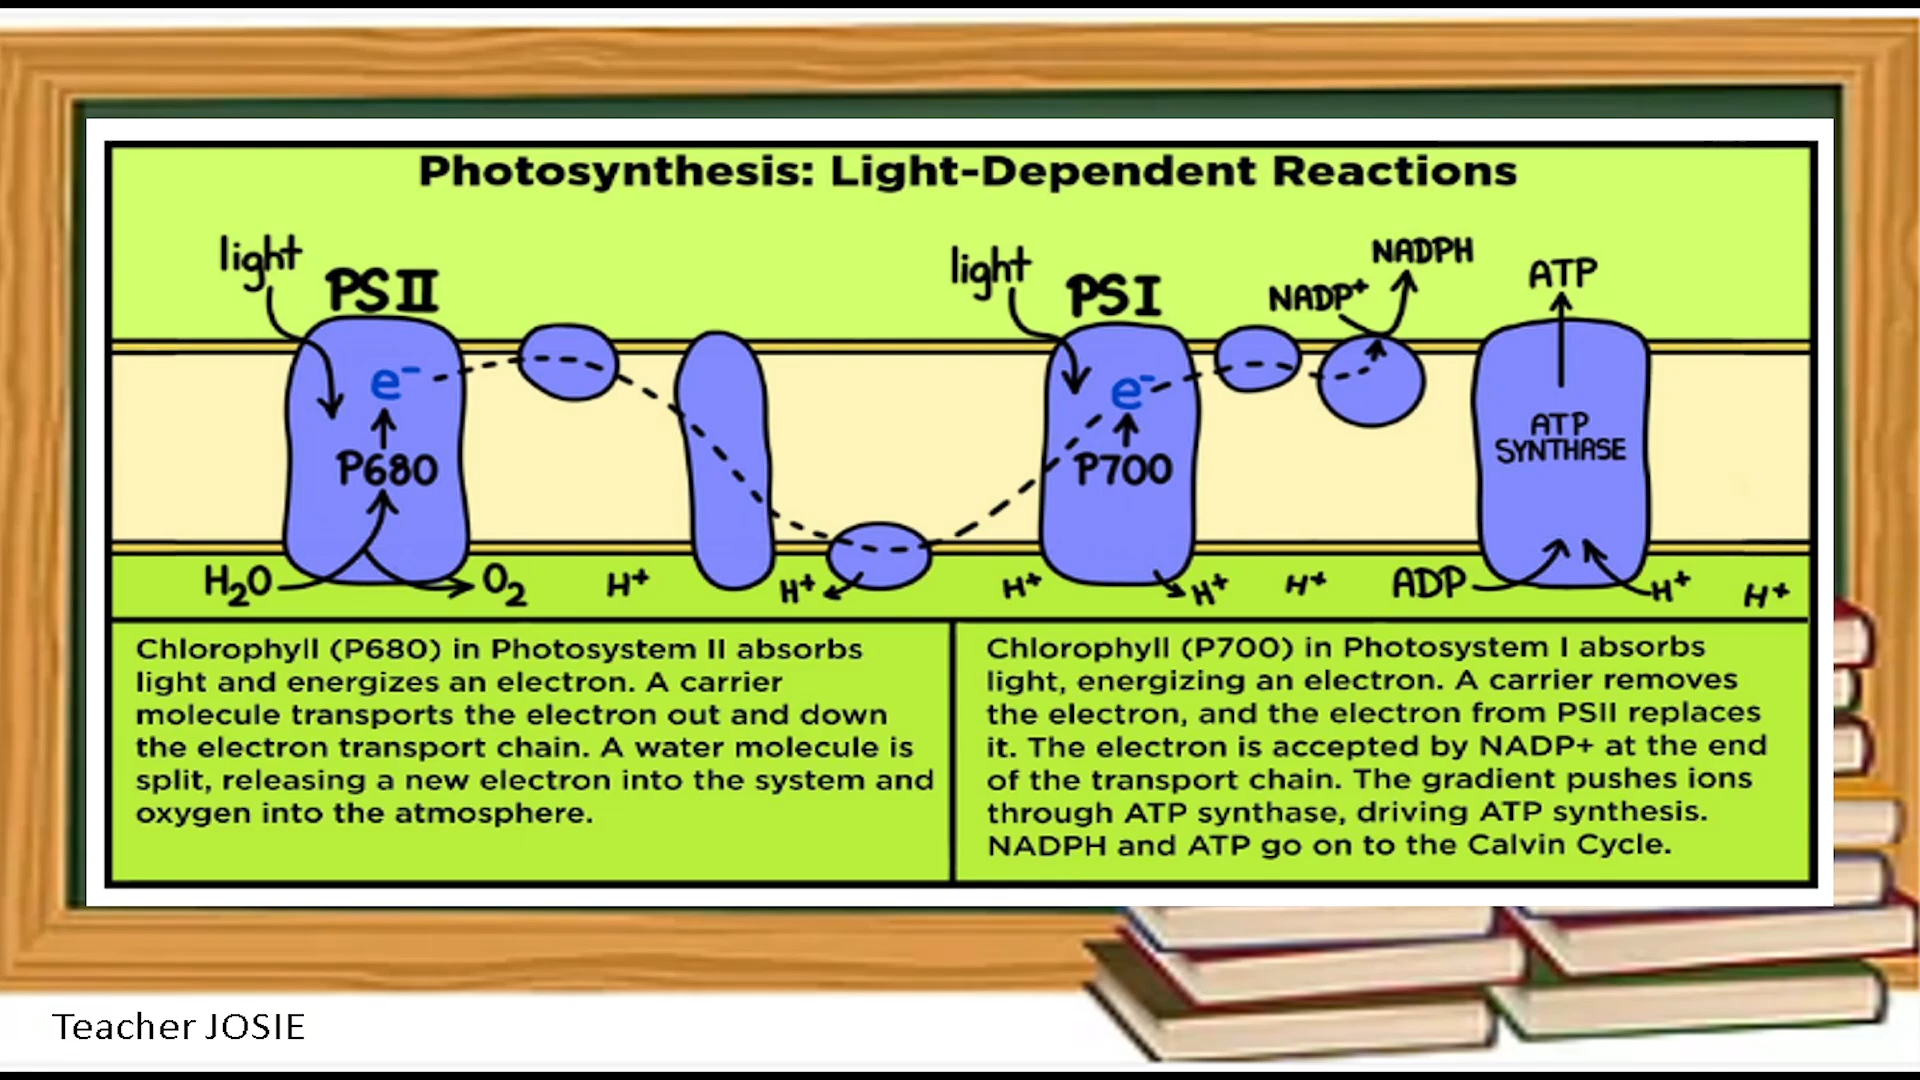 Photosynthesis: Light-Dependent Reactions
light
PSII
light
PSI
NADP⁺
NADPH
ATP
e⁻
P680
e⁻
P700
ATP
SYNTHASE
H₂O
O₂
H⁺
H⁺
H⁺
H⁺
H⁺
ADP
H⁺
H⁺
Chlorophyll (P680) in Photosystem II absorbs
light and energizes an electron. A carrier
molecule transports the electron out and down
the electron transport chain. A water molecule is
split, releasing a new electron into the system and
oxygen into the atmosphere.
Chlorophyll (P700) in Photosystem I absorbs
light, energizing an electron. A carrier removes
the electron, and the electron from PSII replaces
it. The electron is accepted by NADP+ at the end
of the transport chain. The gradient pushes ions
through ATP synthase, driving ATP synthesis.
NADPH and ATP go on to the Calvin Cycle.
Teacher JOSIE